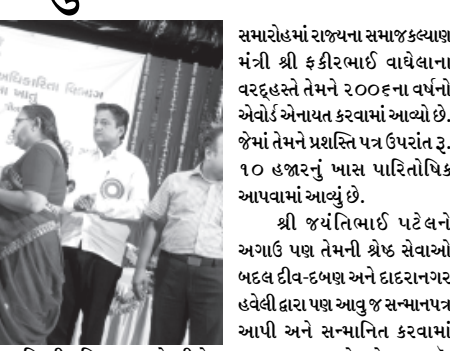 અધિકારિતા વિભાગ
ખાતુ
સમારોહમાં રાજ્યના સમાજકલ્યાણ
મંત્રી શ્રી ફકીરભાઈ વાઘેલાના
વરદ્હસ્તે તેમને ૨૦૦૬ના વર્ષનો
એવોર્ડ એનાયત કરવામાં આવ્યો છે.
જેમાં તેમને પ્રશસ્તિ પત્ર ઉપરાંત રૂ.
૧૦ હજારનું ખાસ પારિતોષિક
આપવામાં આવ્યું છે.
શ્રી જયંતિભાઈ પટેલને
અગાઉ પણ તેમની શ્રેષ્ઠ સેવાઓ
બદલ દીવ-દબણ અને દાદરાનગર
હવેલી દ્વારા પણ આવુ જ સન્માનપત્ર
આપી અને સન્માનિત કરવામાં